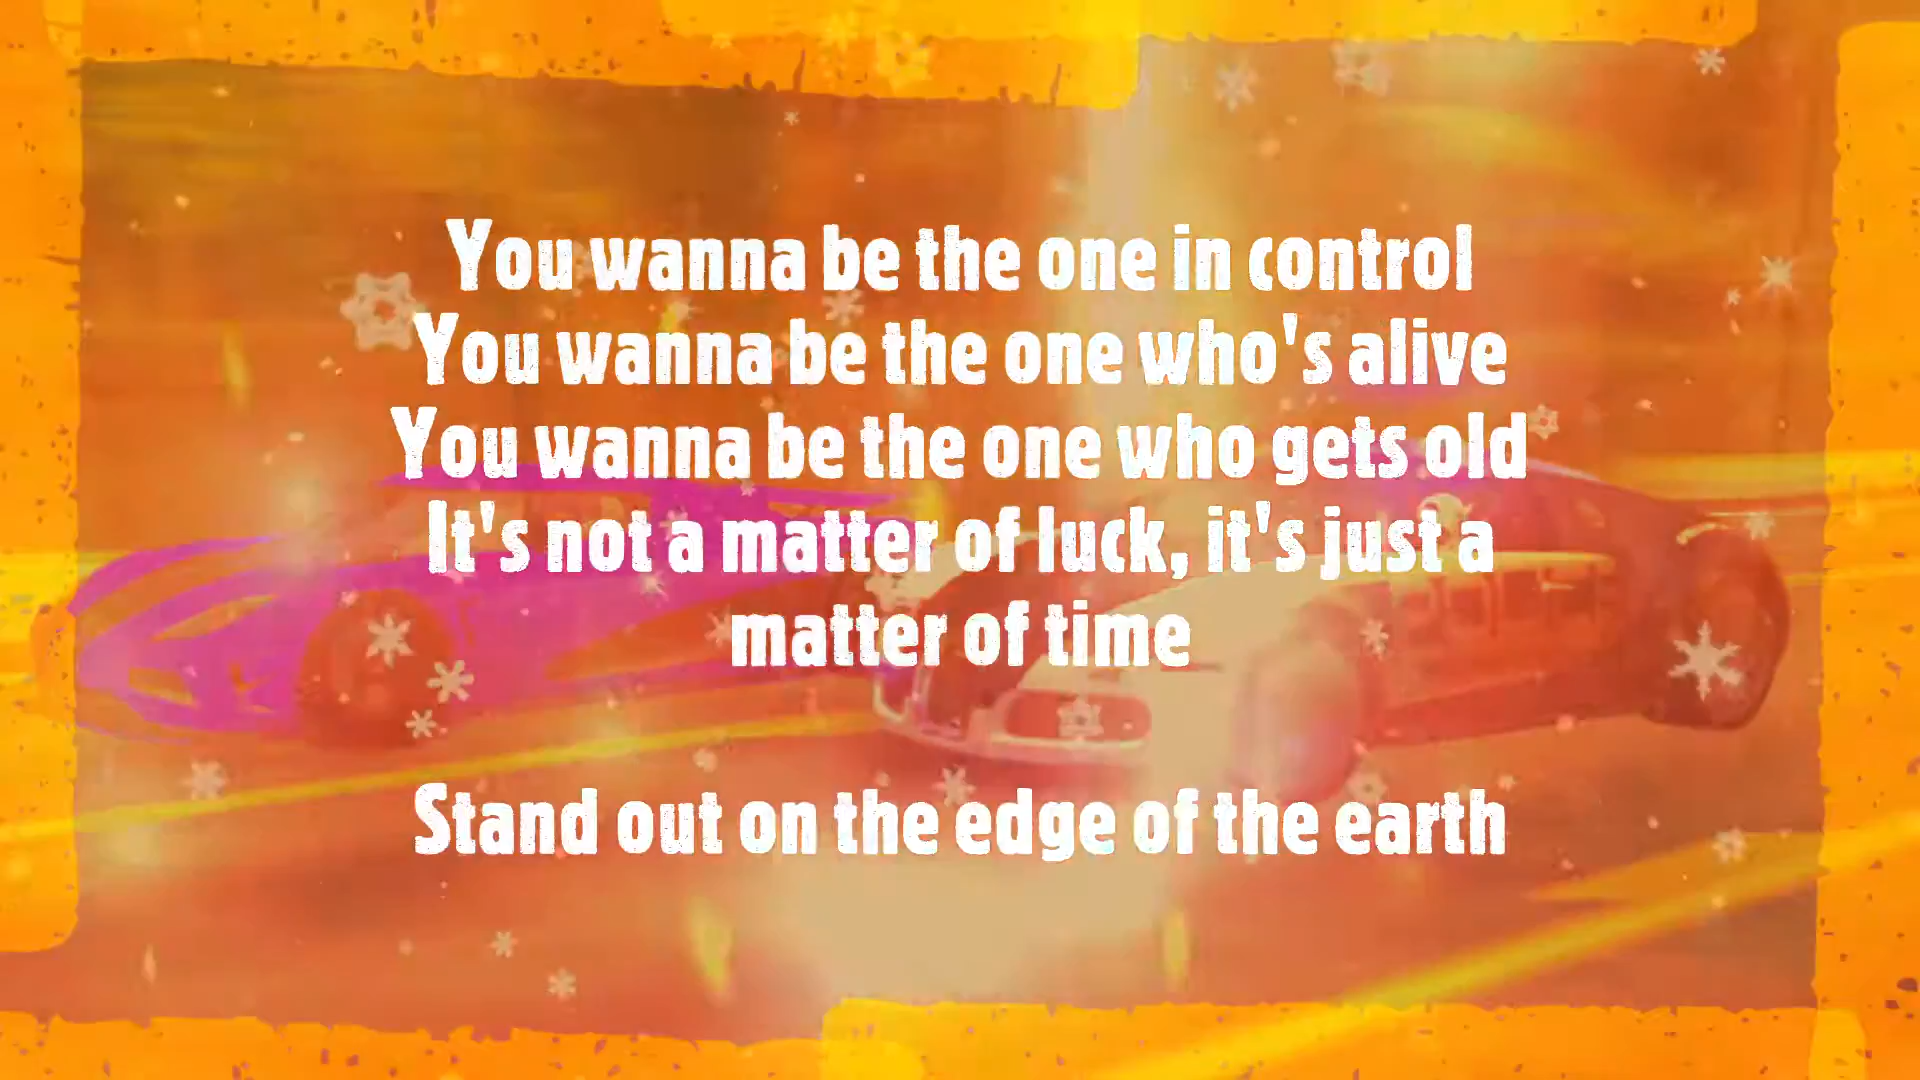 You wanna be the one in control
You wanna be the one who's alive
You wanna be the one who gets old
It's not a matter of luck, it's just a
matter of time
Stand out on the edge of the earth